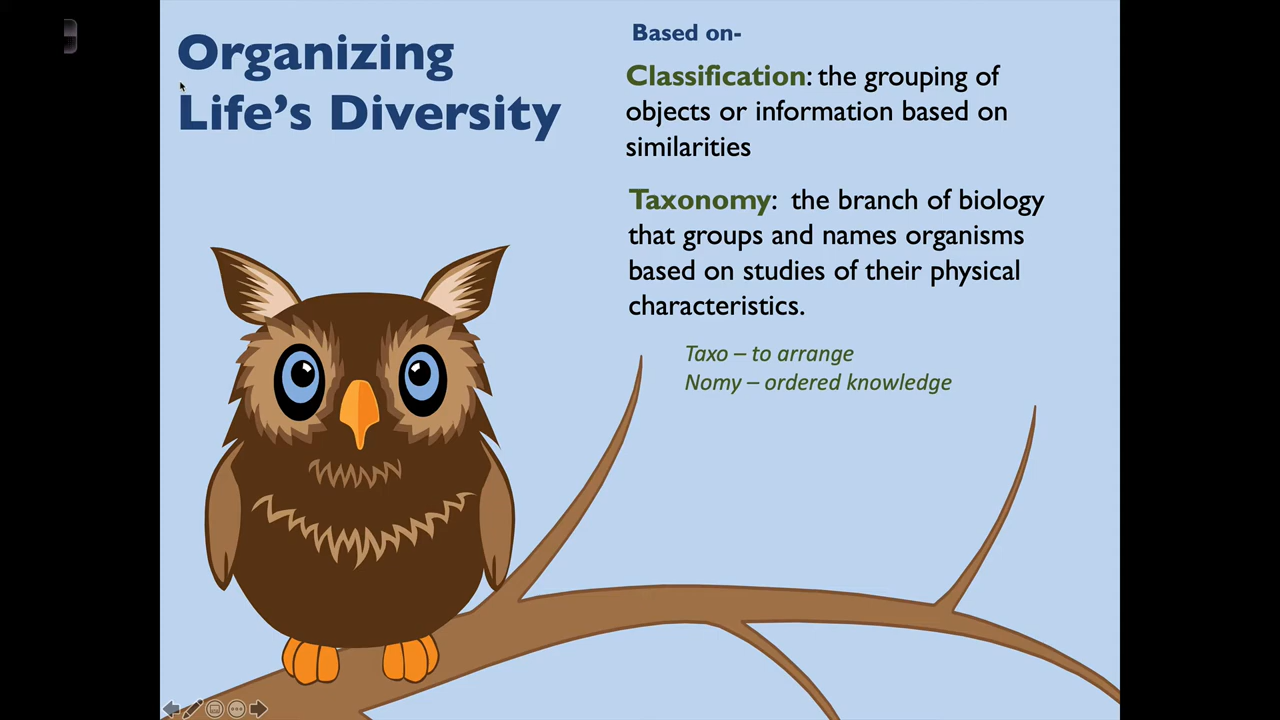 Organizing
Life's Diversity
Based on-
Classification: the grouping of
objects or information based on
similarities
Taxonomy:  the branch of biology
that groups and names organisms
based on studies of their physical
characteristics.
Taxo – to arrange
Nomy – ordered knowledge